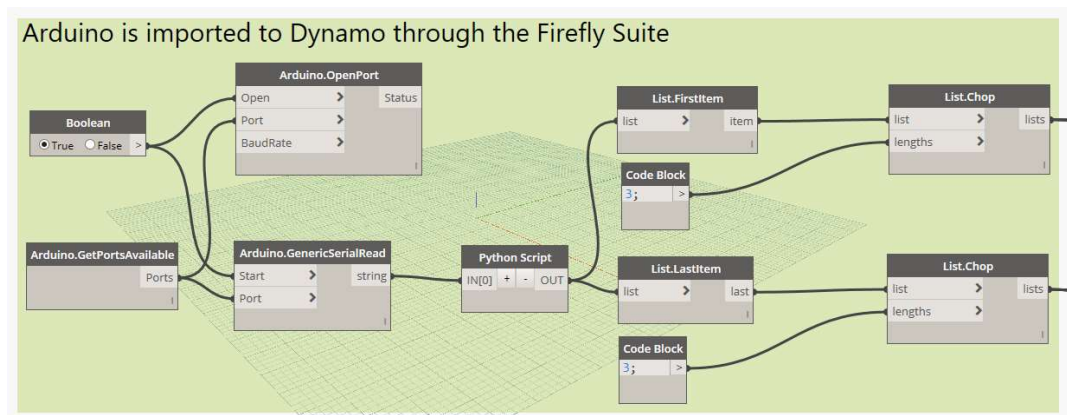 Arduino is imported to Dynamo through the Firefly Suite
Arduino.OpenPort
Open > Status
Port >
BaudRate >
Boolean
True False >
Arduino.GetPortsAvailable
Ports
Arduino.GenericSerialRead
Start > string
Port >
Python Script
IN[0] + - OUT
List.FirstItem
list > item
Code Block
3; >
List.Chop
list > lists
lengths >
List.LastItem
list > last
Code Block
3; >
List.Chop
list > lists
lengths >